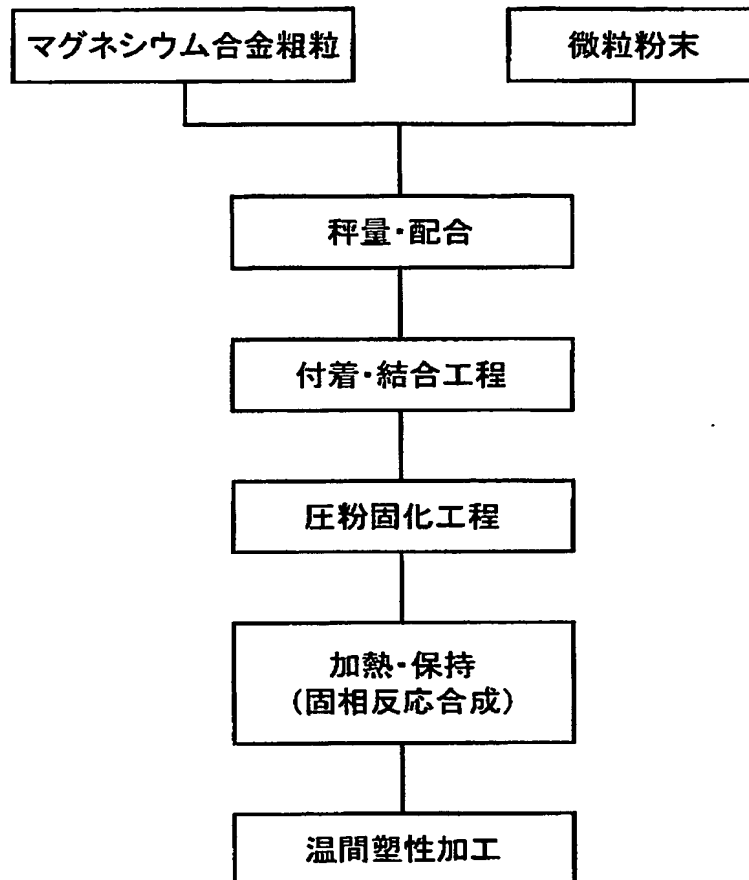 マグネシウム合金粗粒
微粒粉末
秤量・配合
付着・結合工程
圧粉固化工程
加熱・保持
(固相反応合成)
温間塑性加工